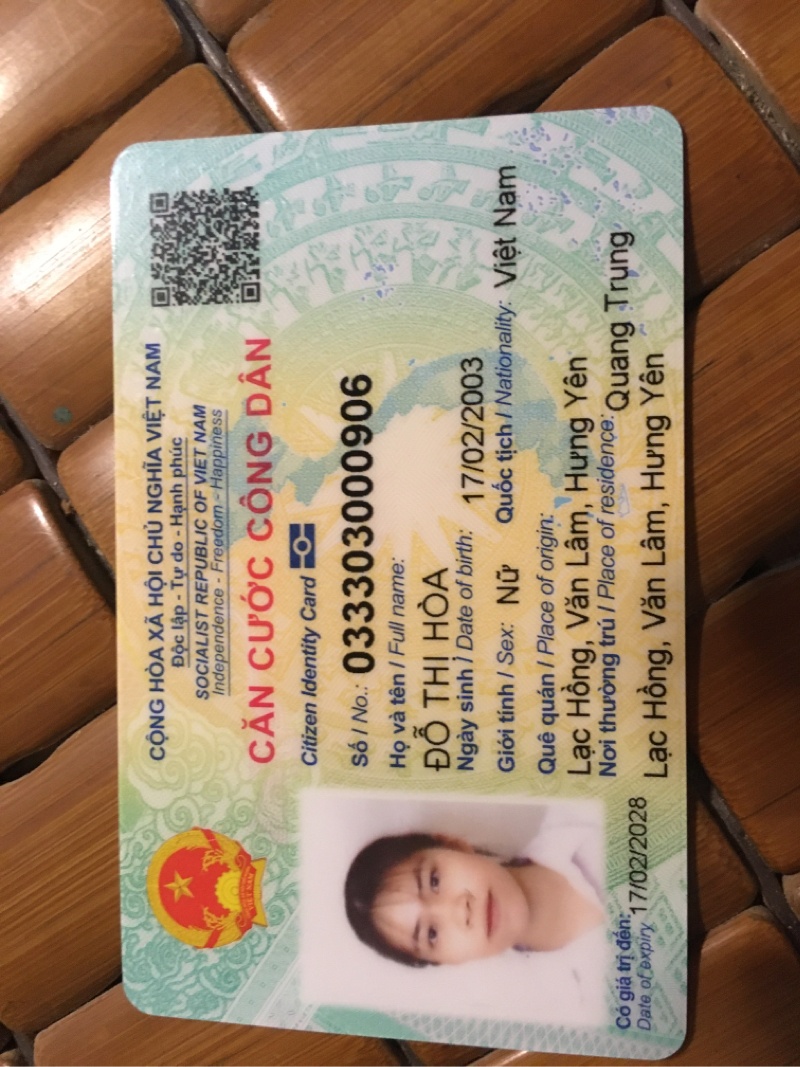 CỘNG HÒA XÃ HỘI CHỦ NGHĨA VIỆT NAM
Độc lập - Tự do - Hạnh phúc
SOCIALIST REPUBLIC OF VIET NAM
Independence - Freedom - Happiness
CĂN CƯỚC CÔNG DÂN
Citizen Identity Card
Số / No.: 033303000906
Họ và tên / Full name:
ĐỖ THI HÒA
Ngày sinh / Date of birth: 17/02/2003
Giới tính / Sex: Nữ Quốc tịch / Nationality: Việt Nam
Quê quán / Place of origin:
Lạc Hồng, Văn Lâm, Hưng Yên
Nơi thường trú / Place of residence: Quang Trung
Lạc Hồng, Văn Lâm, Hưng Yên
Có giá trị đến: 17/02/2028
Date of expiry